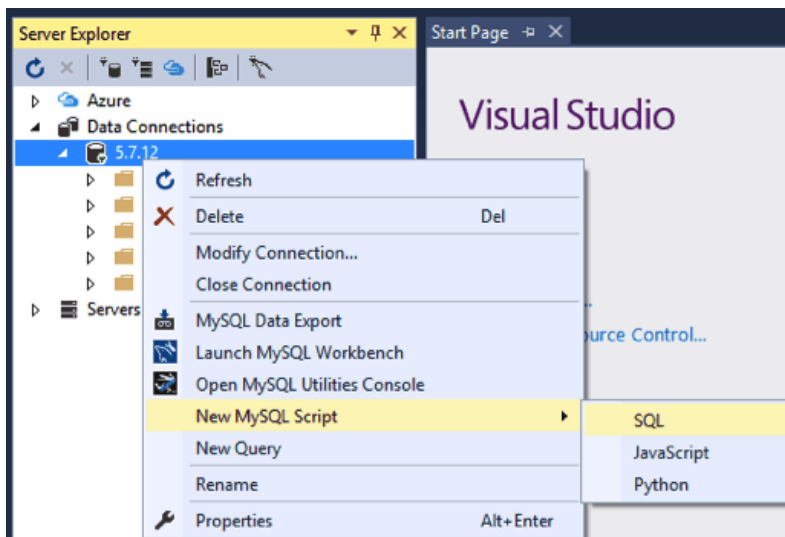 Server Explorer
Start Page
Azure
Data Connections
5.7.12
Servers
Visual Studio
Refresh
Delete Del
Modify Connection...
Close Connection
MySQL Data Export
Launch MySQL Workbench
Open MySQL Utilities Console
New MySQL Script
New Query
Rename
Properties Alt+Enter
SQL
JavaScript
Python
Control...